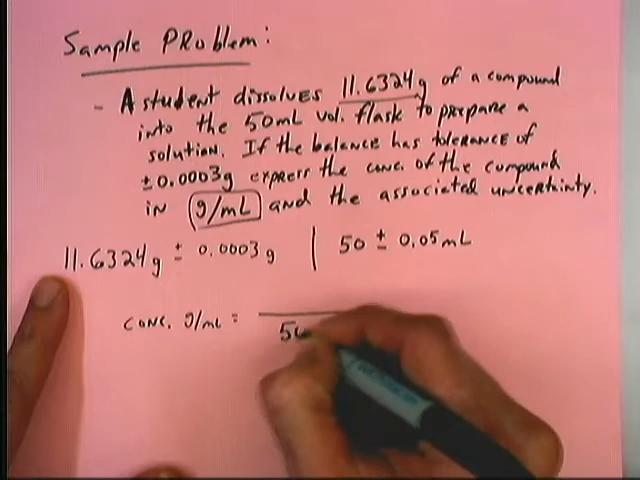 Sample Problem:
- A student dissolves 11.6324g of a compound
into the 50mL vol. flask to prepare a
solution. If the balance has tolerance of
± 0.0003g express the conc. of the compound
in g/mL and the associated uncertainty.
11.6324g ± 0.0003g | 50 ± 0.05mL
conc. g/mL =
50